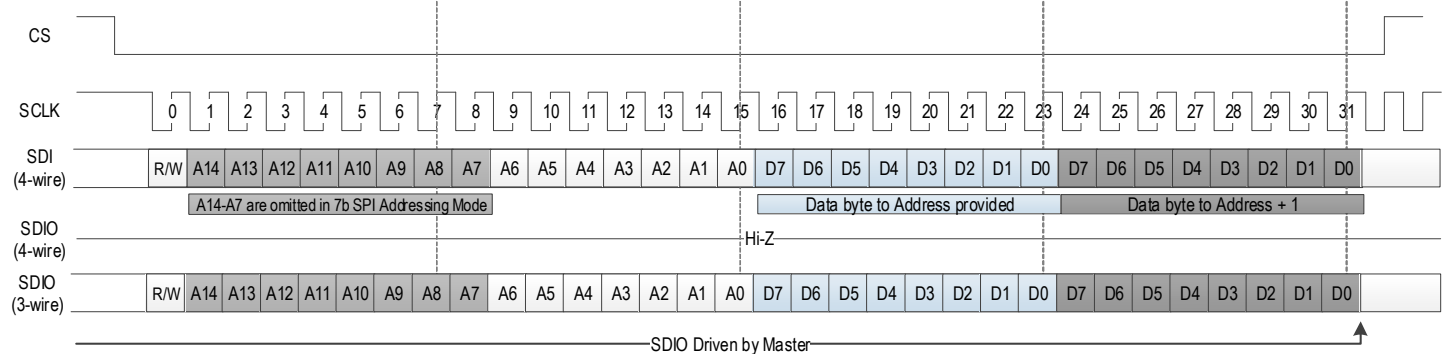 CS
SCLK 0 1 2 3 4 5 6 7 8 9 10 11 12 13 14 15 16 17 18 19 20 21 22 23 24 25 26 27 28 29 30 31
SDI
(4-wire)
R/W A14 A13 A12 A11 A10 A9 A8 A7 A6 A5 A4 A3 A2 A1 A0 D7 D6 D5 D4 D3 D2 D1 D0 D7 D6 D5 D4 D3 D2 D1 D0
A14-A7 are omitted in 7b SPI Addressing Mode Data byte to Address provided Data byte to Address + 1
SDIO
(4-wire)
Hi-Z
SDIO
(3-wire)
R/W A14 A13 A12 A11 A10 A9 A8 A7 A6 A5 A4 A3 A2 A1 A0 D7 D6 D5 D4 D3 D2 D1 D0 D7 D6 D5 D4 D3 D2 D1 D0
SDIO Driven by Master